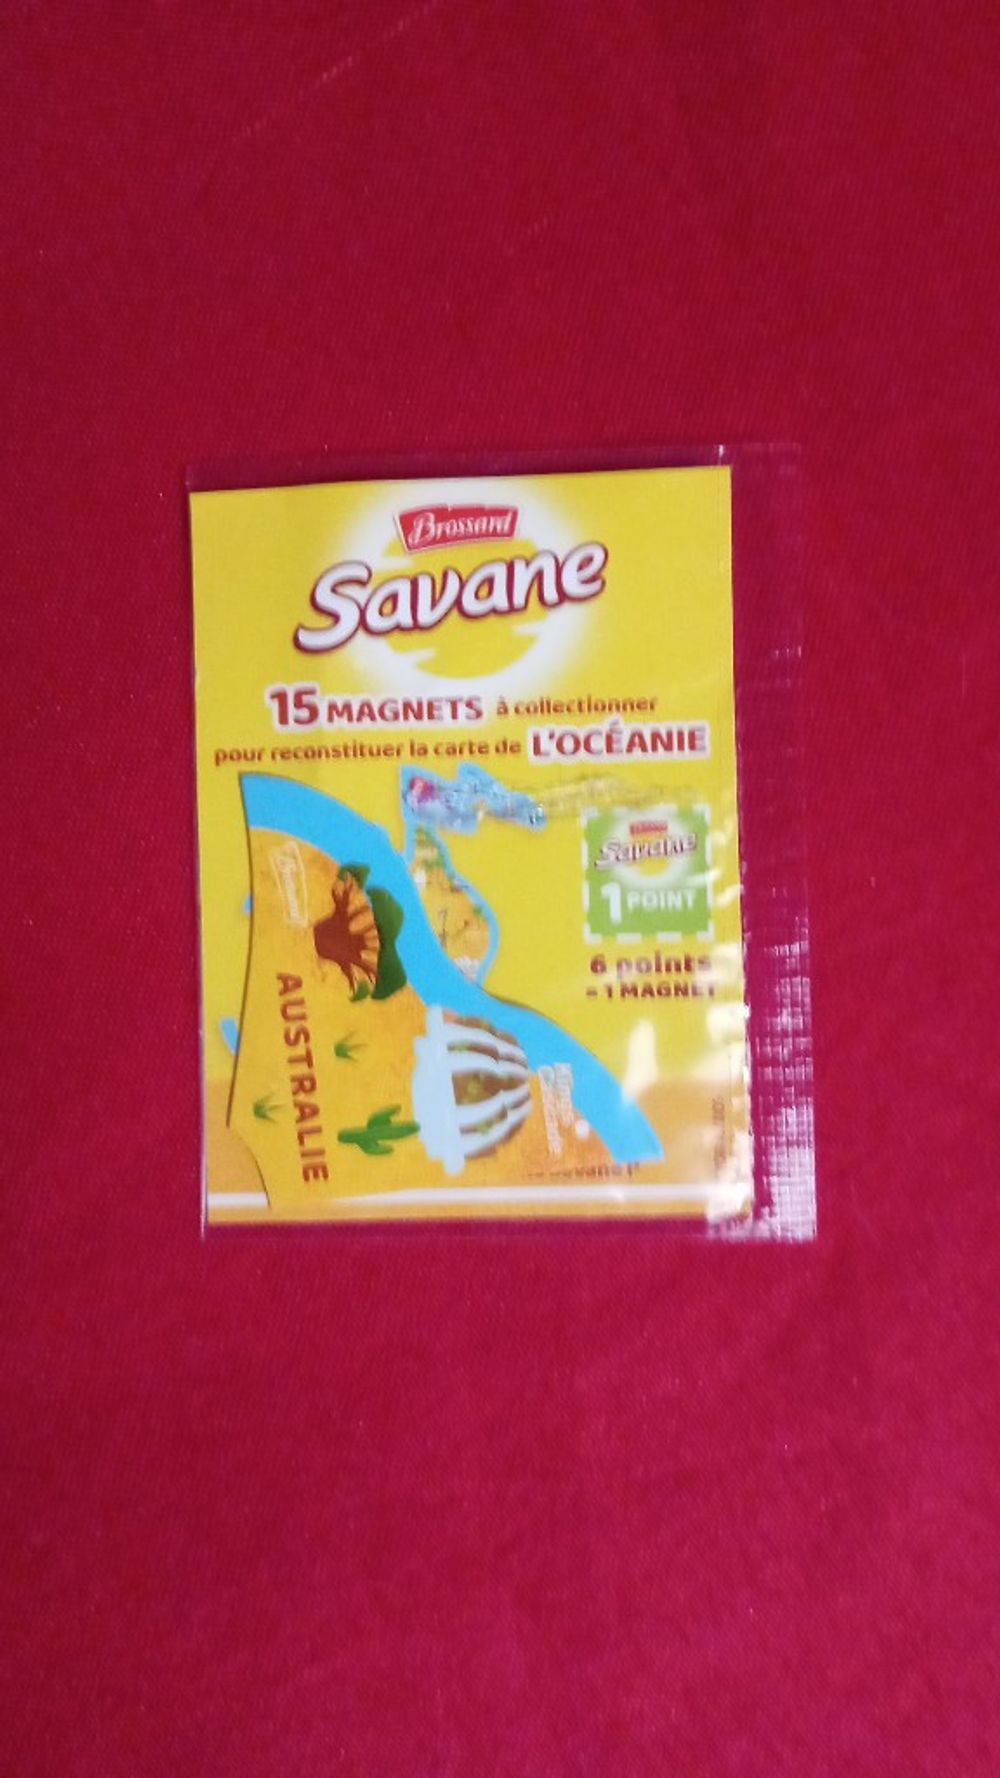 Brossard
Savane
15 MAGNETS à collectionner
pour reconstituer la carte de L'OCÉANIE
Savane
1 POINT
6 points
= 1 MAGNET
Brossard
AUSTRALIE